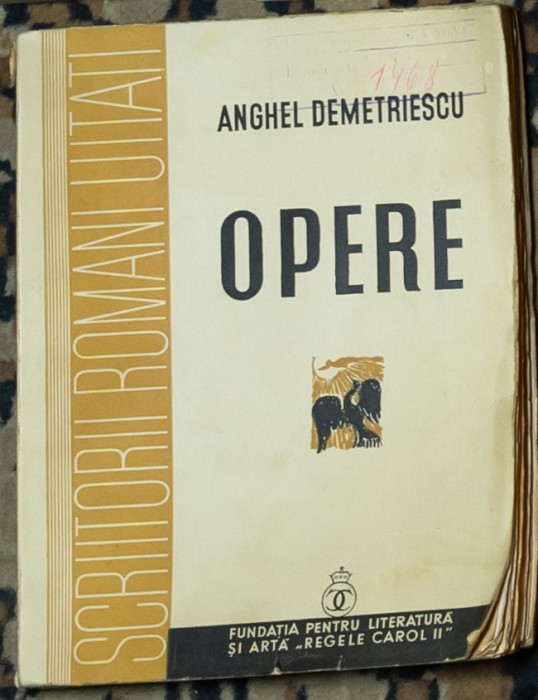 SCRIITORII ROMANI UITATI
1468
ANGHEL DEMETRIESCU
OPERE
FUNDAȚIA PENTRU LITERATURĂ
ȘI ARTĂ „REGELE CAROL II"